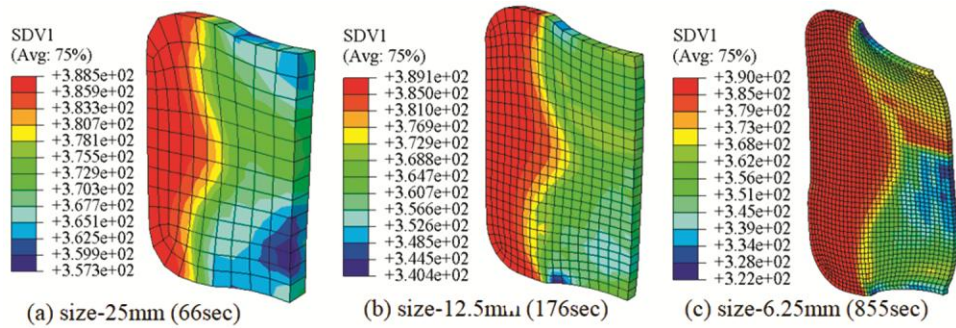 SDV1
(Avg: 75%)
+3.885e+02
+3.859e+02
+3.833e+02
+3.807e+02
+3.781e+02
+3.755e+02
+3.729e+02
+3.703e+02
+3.677e+02
+3.651e+02
+3.625e+02
+3.599e+02
+3.573e+02
(a) size-25mm (66sec)
SDV1
(Avg: 75%)
+3.891e+02
+3.850e+02
+3.810e+02
+3.769e+02
+3.729e+02
+3.688e+02
+3.647e+02
+3.607e+02
+3.566e+02
+3.526e+02
+3.485e+02
+3.445e+02
+3.404e+02
(b) size-12.5mm (176sec)
SDV1
(Avg: 75%)
+3.90e+02
+3.85e+02
+3.79e+02
+3.73e+02
+3.68e+02
+3.62e+02
+3.56e+02
+3.51e+02
+3.45e+02
+3.39e+02
+3.34e+02
+3.28e+02
+3.22e+02
(c) size-6.25mm (855sec)